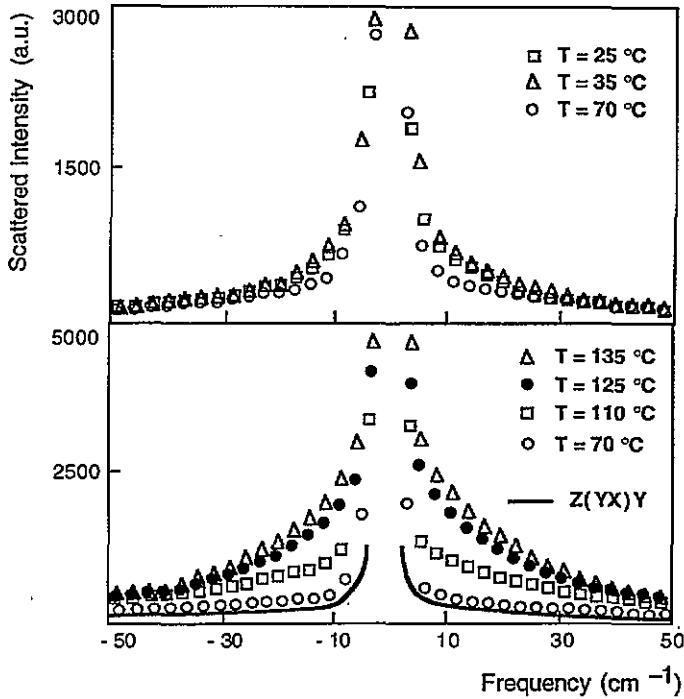 Scattered intensity (a.u.)
3000
1500
T = 25 °C
T = 35 °C
T = 70 °C
5000
2500
T = 135 °C
T = 125 °C
T = 110 °C
T = 70 °C
Z(YX)Y
- 50 - 30 - 10 10 30 50
Frequency (cm⁻¹)